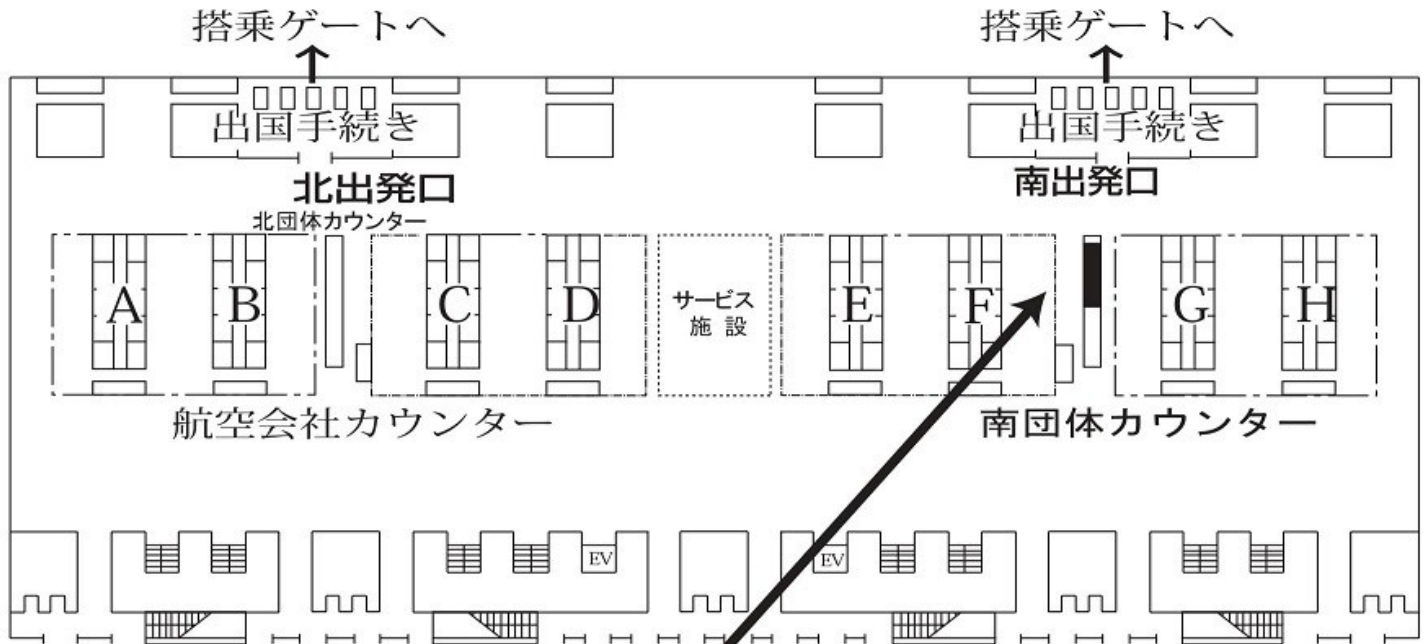 搭乗ゲートへ
搭乗ゲートへ
出国手続き
出国手続き
北出発口
南出発口
北団体カウンター
A
B
C
D
サービス
施設
E
F
G
H
航空会社カウンター
南団体カウンター
EV
EV